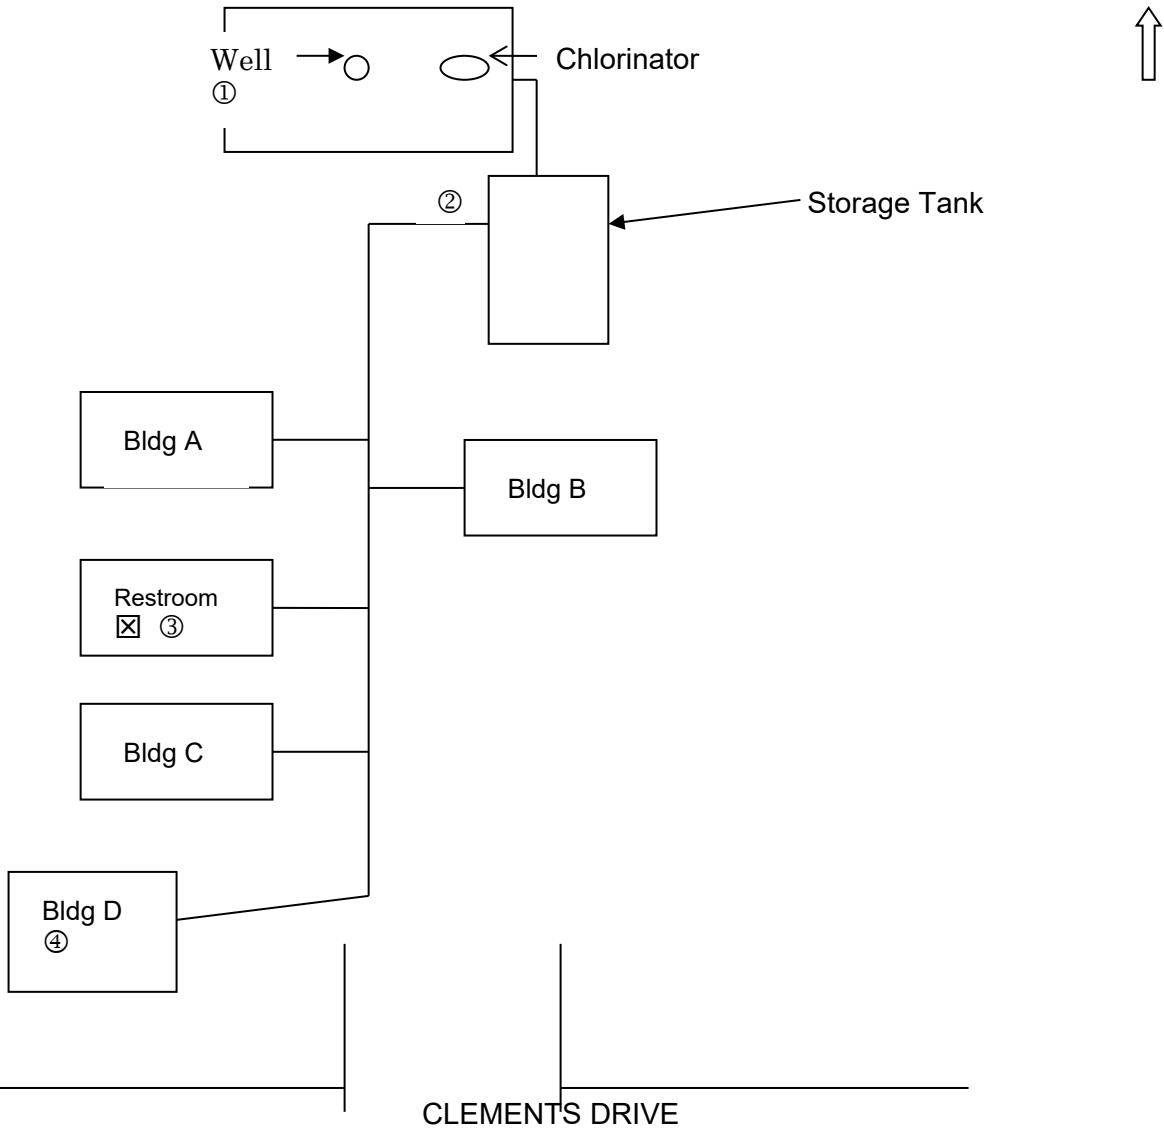 Well
①
Chlorinator
②
Storage Tank
Bldg A
Bldg B
Restroom
☒ ③
Bldg C
Bldg D
④
CLEMENTS DRIVE